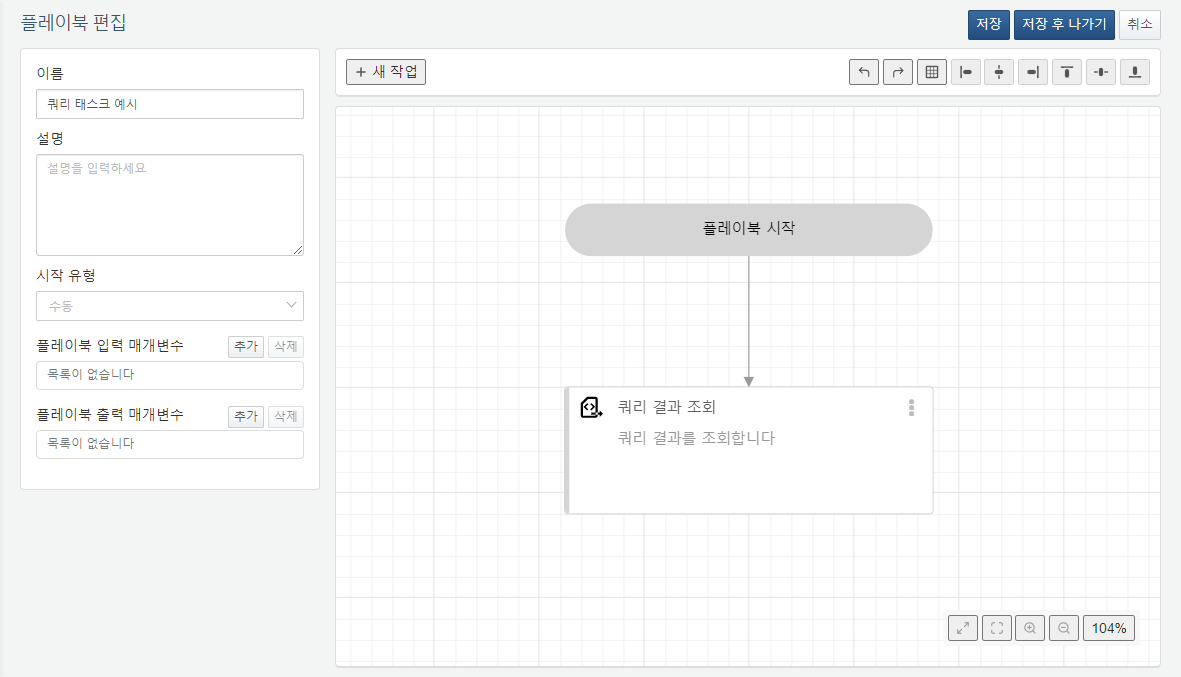 플레이북 편집
저장
저장 후 나가기
취소
이름
쿼리 태스크 예시
설명
설명을 입력하세요
시작 유형
수동
플레이북 입력 매개변수
추가
삭제
목록이 없습니다
플레이북 출력 매개변수
추가
삭제
목록이 없습니다
+ 새 작업
플레이북 시작
쿼리 결과 조회
쿼리 결과를 조회합니다
104%